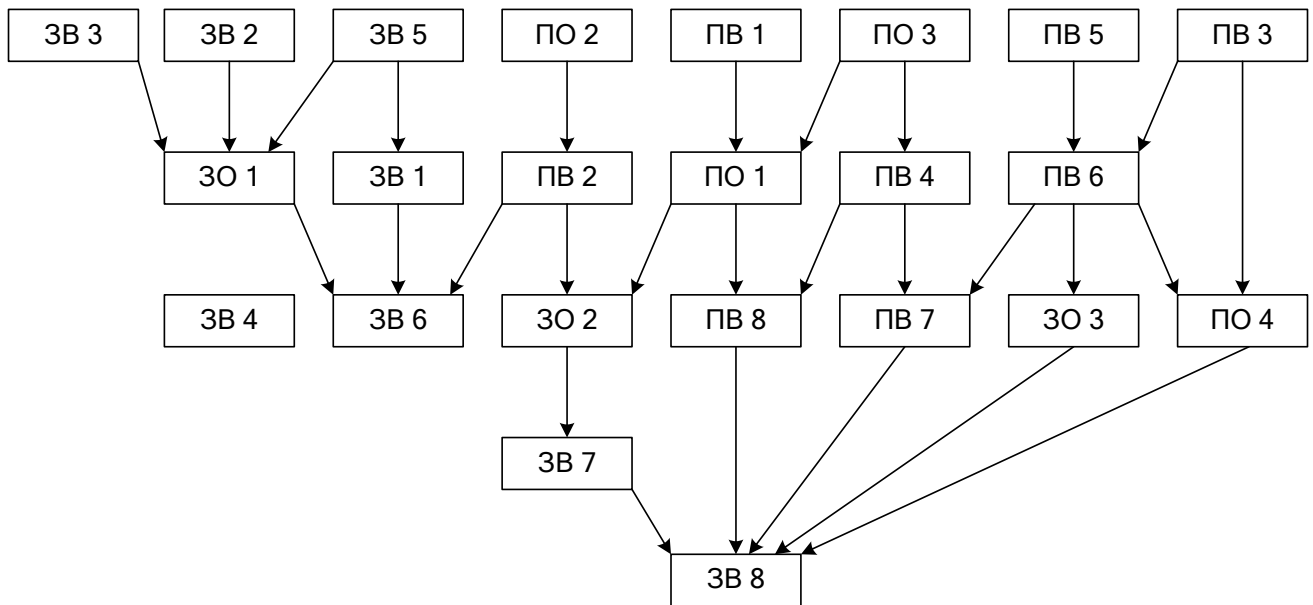 ЗВ 3
ЗВ 2
ЗВ 5
ПО 2
ПВ 1
ПО 3
ПВ 5
ПВ 3
ЗО 1
ЗВ 1
ПВ 2
ПО 1
ПВ 4
ПВ 6
ЗВ 4
ЗВ 6
ЗО 2
ПВ 8
ПВ 7
ЗО 3
ПО 4
ЗВ 7
ЗВ 8